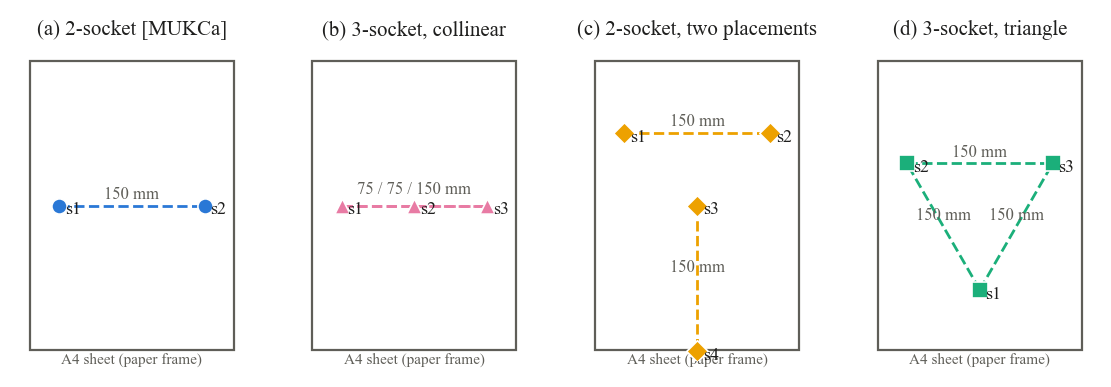 (a) 2-socket [MUKCa]
150 mm
s1
s2
A4 sheet (paper frame)
(b) 3-socket, collinear
75 / 75 / 150 mm
s1
s2
s3
A4 sheet (paper frame)
(c) 2-socket, two placements
150 mm
s1
s2
s3
150 mm
s4
A4 sheet (paper frame)
(d) 3-socket, triangle
150 mm
s2
s3
150 mm
150 mm
s1
A4 sheet (paper frame)